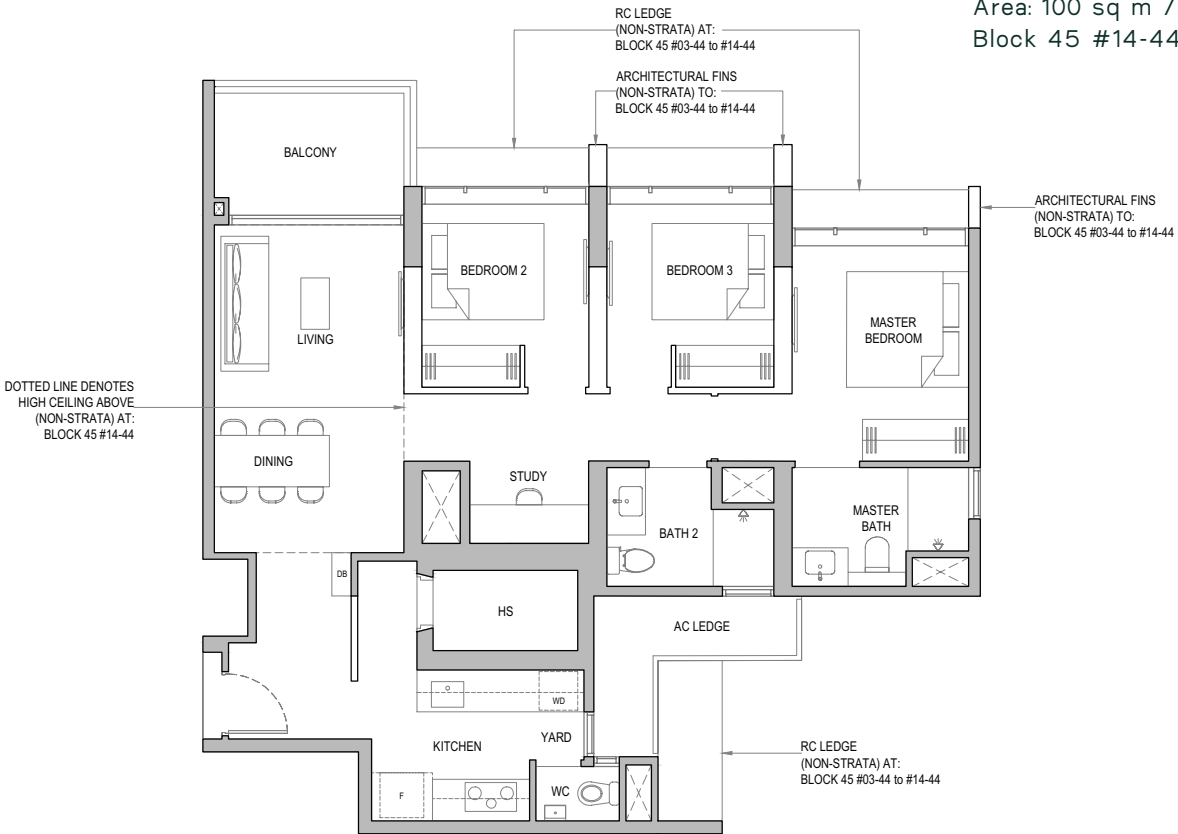 Area: 100 sq m /
Block 45 #14-44
RC LEDGE
(NON-STRATA) AT:
BLOCK 45 #03-44 to #14-44
ARCHITECTURAL FINS
(NON-STRATA) TO:
BLOCK 45 #03-44 to #14-44
BALCONY
ARCHITECTURAL FINS
(NON-STRATA) TO:
BLOCK 45 #03-44 to #14-44
BEDROOM 2
BEDROOM 3
MASTER
BEDROOM
LIVING
DOTTED LINE DENOTES
HIGH CEILING ABOVE
(NON-STRATA) AT:
BLOCK 45 #14-44
DINING
STUDY
BATH 2
MASTER
BATH
DB
HS
AC LEDGE
WD
KITCHEN
YARD
RC LEDGE
(NON-STRATA) AT:
BLOCK 45 #03-44 to #14-44
F
WC